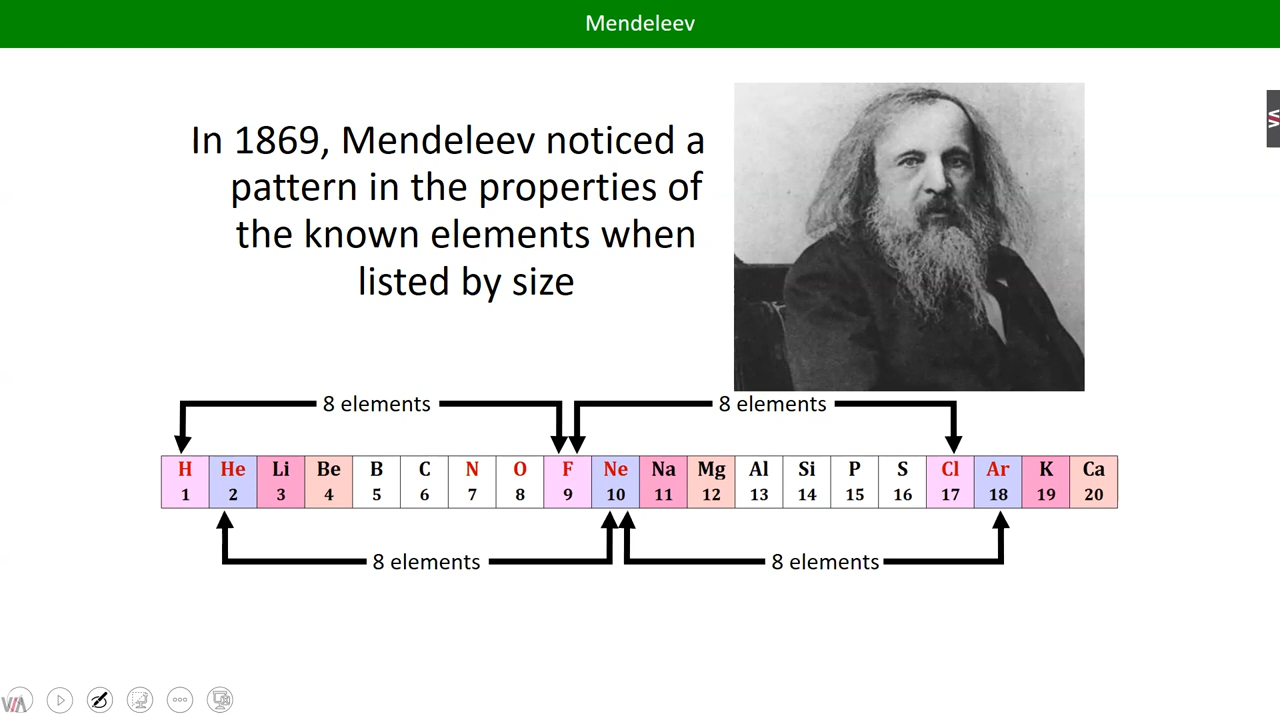 Mendeleev
In 1869, Mendeleev noticed a
pattern in the properties of
the known elements when
listed by size
8 elements 8 elements
H He Li Be B C N O F Ne Na Mg Al Si P S Cl Ar K Ca
1 2 3 4 5 6 7 8 9 10 11 12 13 14 15 16 17 18 19 20
8 elements 8 elements